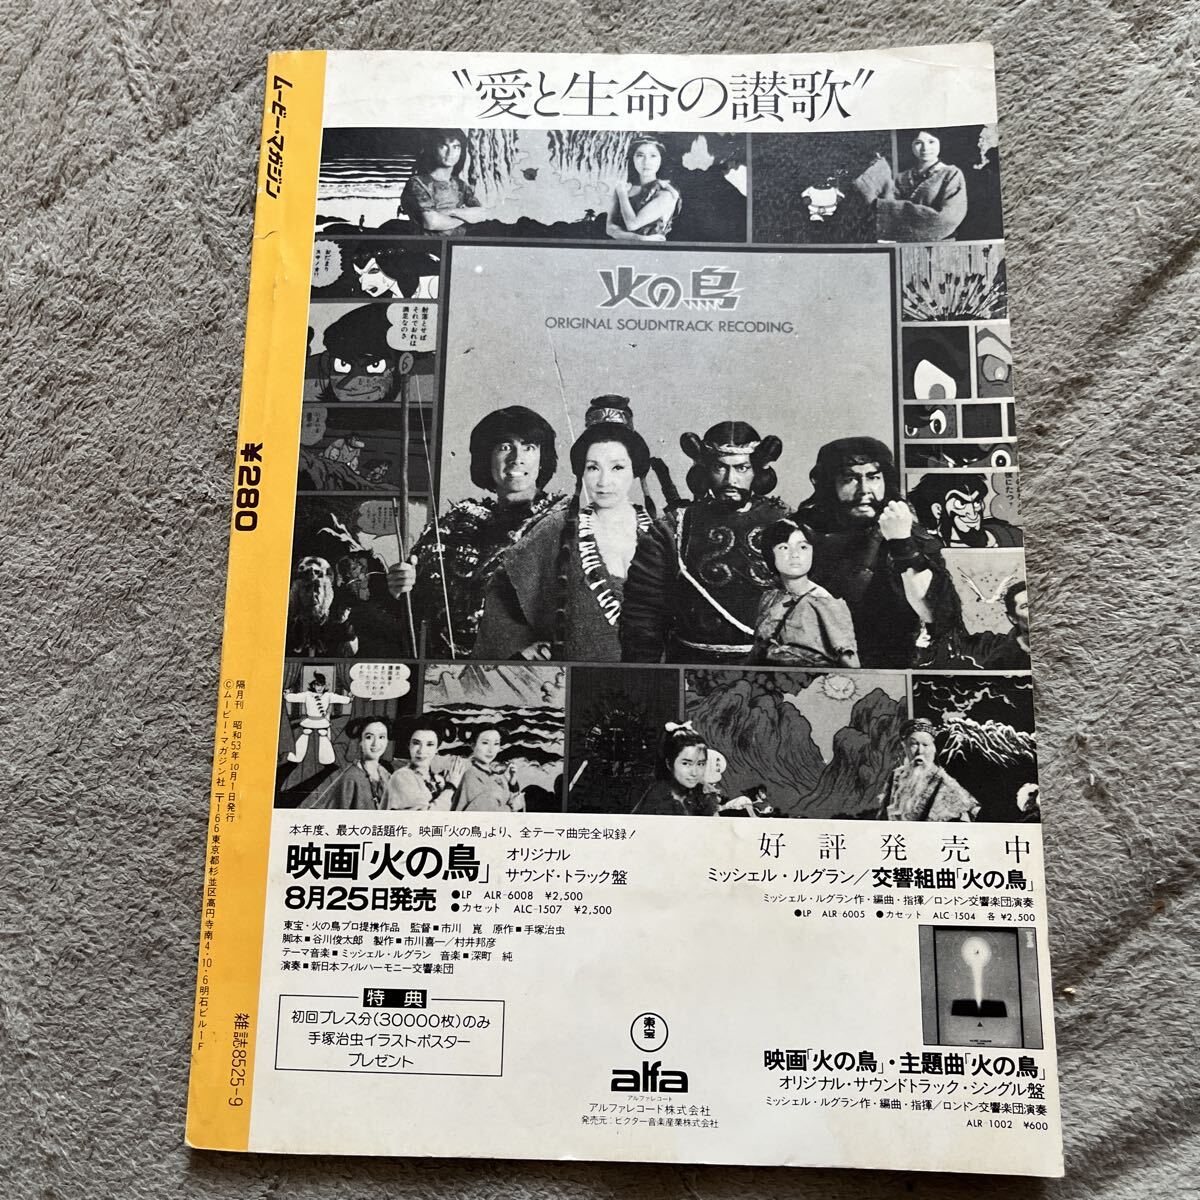 ムービー・マガジン
¥280
隔月刊 昭和53年10月1日発行
©ムービー・マガジン社 〒166 東京都杉並区高円寺南4-10-6明石ビル1F
雑誌8525-9
"愛と生命の讃歌"
火の鳥
ORIGINAL SOUDNTRACK RECODING
射落とせば
それでおれは
満足なのさ
本年度、最大の話題作。映画「火の鳥」より、全テーマ曲完全収録!
映画「火の鳥」 オリジナル
サウンド・トラック盤
8月25日発売 ●LP ALR-6008 ¥2,500
●カセット ALC-1507 ¥2,500
東宝・火の鳥プロ提携作品 監督■市川 崑 原作■手塚治虫
脚本■谷川俊太郎 製作■市川喜一/村井邦彦
テーマ音楽■ミッシェル・ルグラン 音楽■深町 純
演奏■新日本フィルハーモニー交響楽団
特典
初回プレス分(30000枚)のみ
手塚治虫イラストポスター
プレゼント
東宝
alfa
アルファレコード
アルファレコード株式会社
発売元:ビクター音楽産業株式会社
好評発売中
ミッシェル・ルグラン/交響組曲「火の鳥」
ミッシェル・ルグラン作・編曲・指揮/ロンドン交響楽団演奏
●LP ALR-6005 ●カセット ALC-1504 各¥2,500
映画「火の鳥」・主題曲「火の鳥」
オリジナル・サウンドトラック・シングル盤
ミッシェル・ルグラン作・編曲・指揮/ロンドン交響楽団演奏
ALR-1002 ¥600